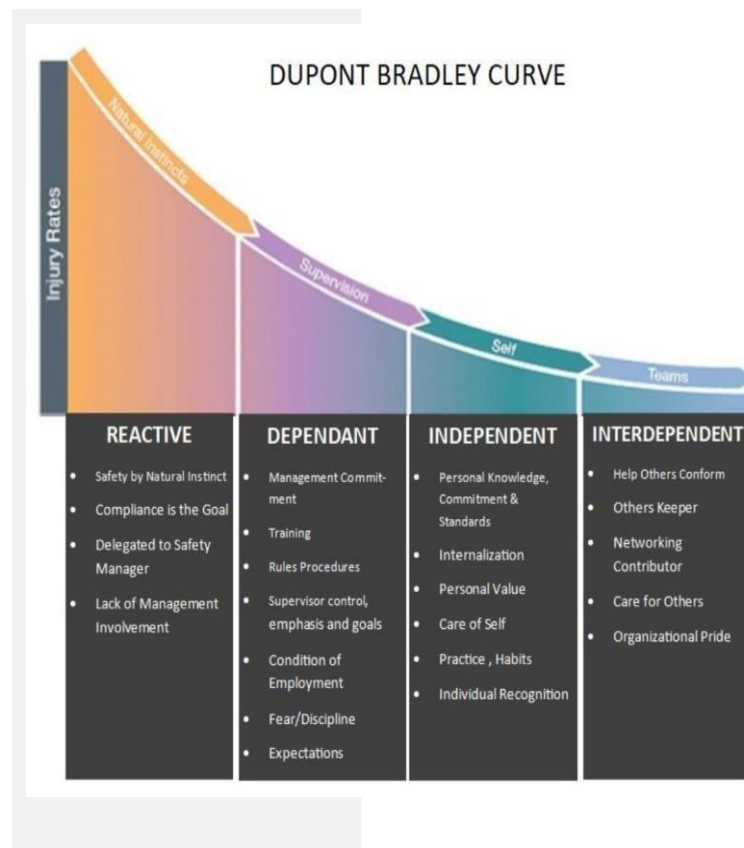 DUPONT BRADLEY CURVE
Injury Rates
Natural Instincts
Supervision
Self
Teams
REACTIVE
• Safety by Natural Instinct
• Compliance is the Goal
• Delegated to Safety
Manager
• Lack of Management
Involvement
DEPENDANT
• Management Commit-
ment
• Training
• Rules Procedures
• Supervisor control,
emphasis and goals
• Condition of
Employment
• Fear/Discipline
• Expectations
INDEPENDENT
• Personal Knowledge,
Commitment &
Standards
• Internalization
• Personal Value
• Care of Self
• Practice , Habits
• Individual Recognition
INTERDEPENDENT
• Help Others Conform
• Others Keeper
• Networking
Contributor
• Care for Others
• Organizational Pride